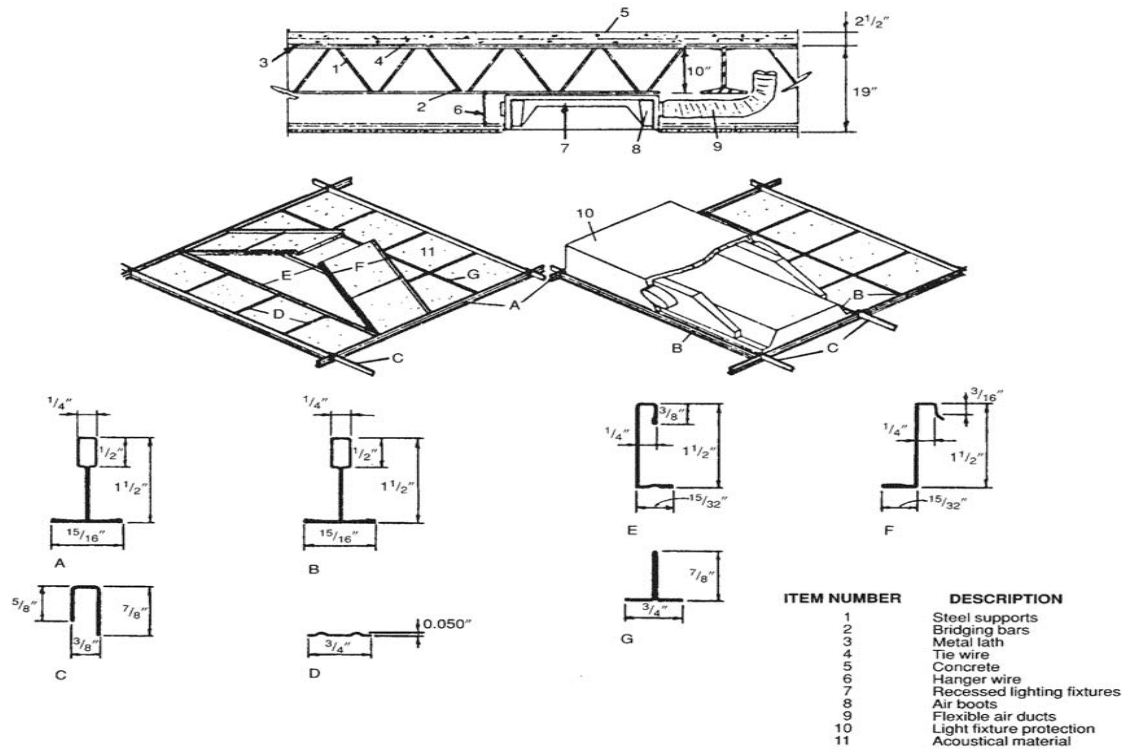 5
2 1/2"
3
1
4
10"
19"
2
6
7
8
9
10
11
E
F
G
A
D
C
B
B
C
1/4"
1/2"
1 1/2"
15/16"
A
1/4"
1/2"
1 1/2"
15/16"
B
3/8"
1/4"
1 1/2"
15/32"
E
3/16"
1/4"
1 1/2"
15/32"
F
5/8"
7/8"
3/8"
C
0.050"
3/4"
D
7/8"
3/4"
G
ITEM NUMBER DESCRIPTION
1 Steel supports
2 Bridging bars
3 Metal lath
4 Tie wire
5 Concrete
6 Hanger wire
7 Recessed lighting fixtures
8 Air boots
9 Flexible air ducts
10 Light fixture protection
11 Acoustical material